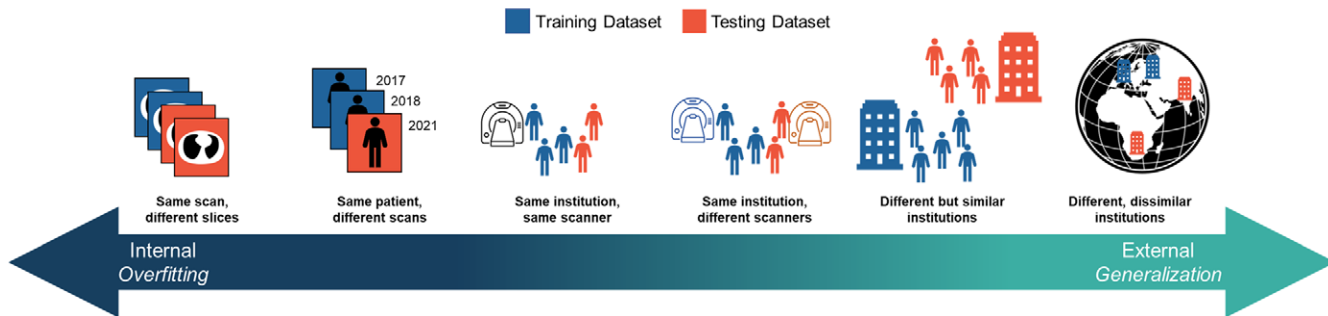 Training Dataset
Testing Dataset
2017
2018
2021
Same scan,
different slices
Same patient,
different scans
Same institution,
same scanner
Same institution,
different scanners
Different but similar
institutions
Different, dissimilar
institutions
Internal
Overfitting
External
Generalization